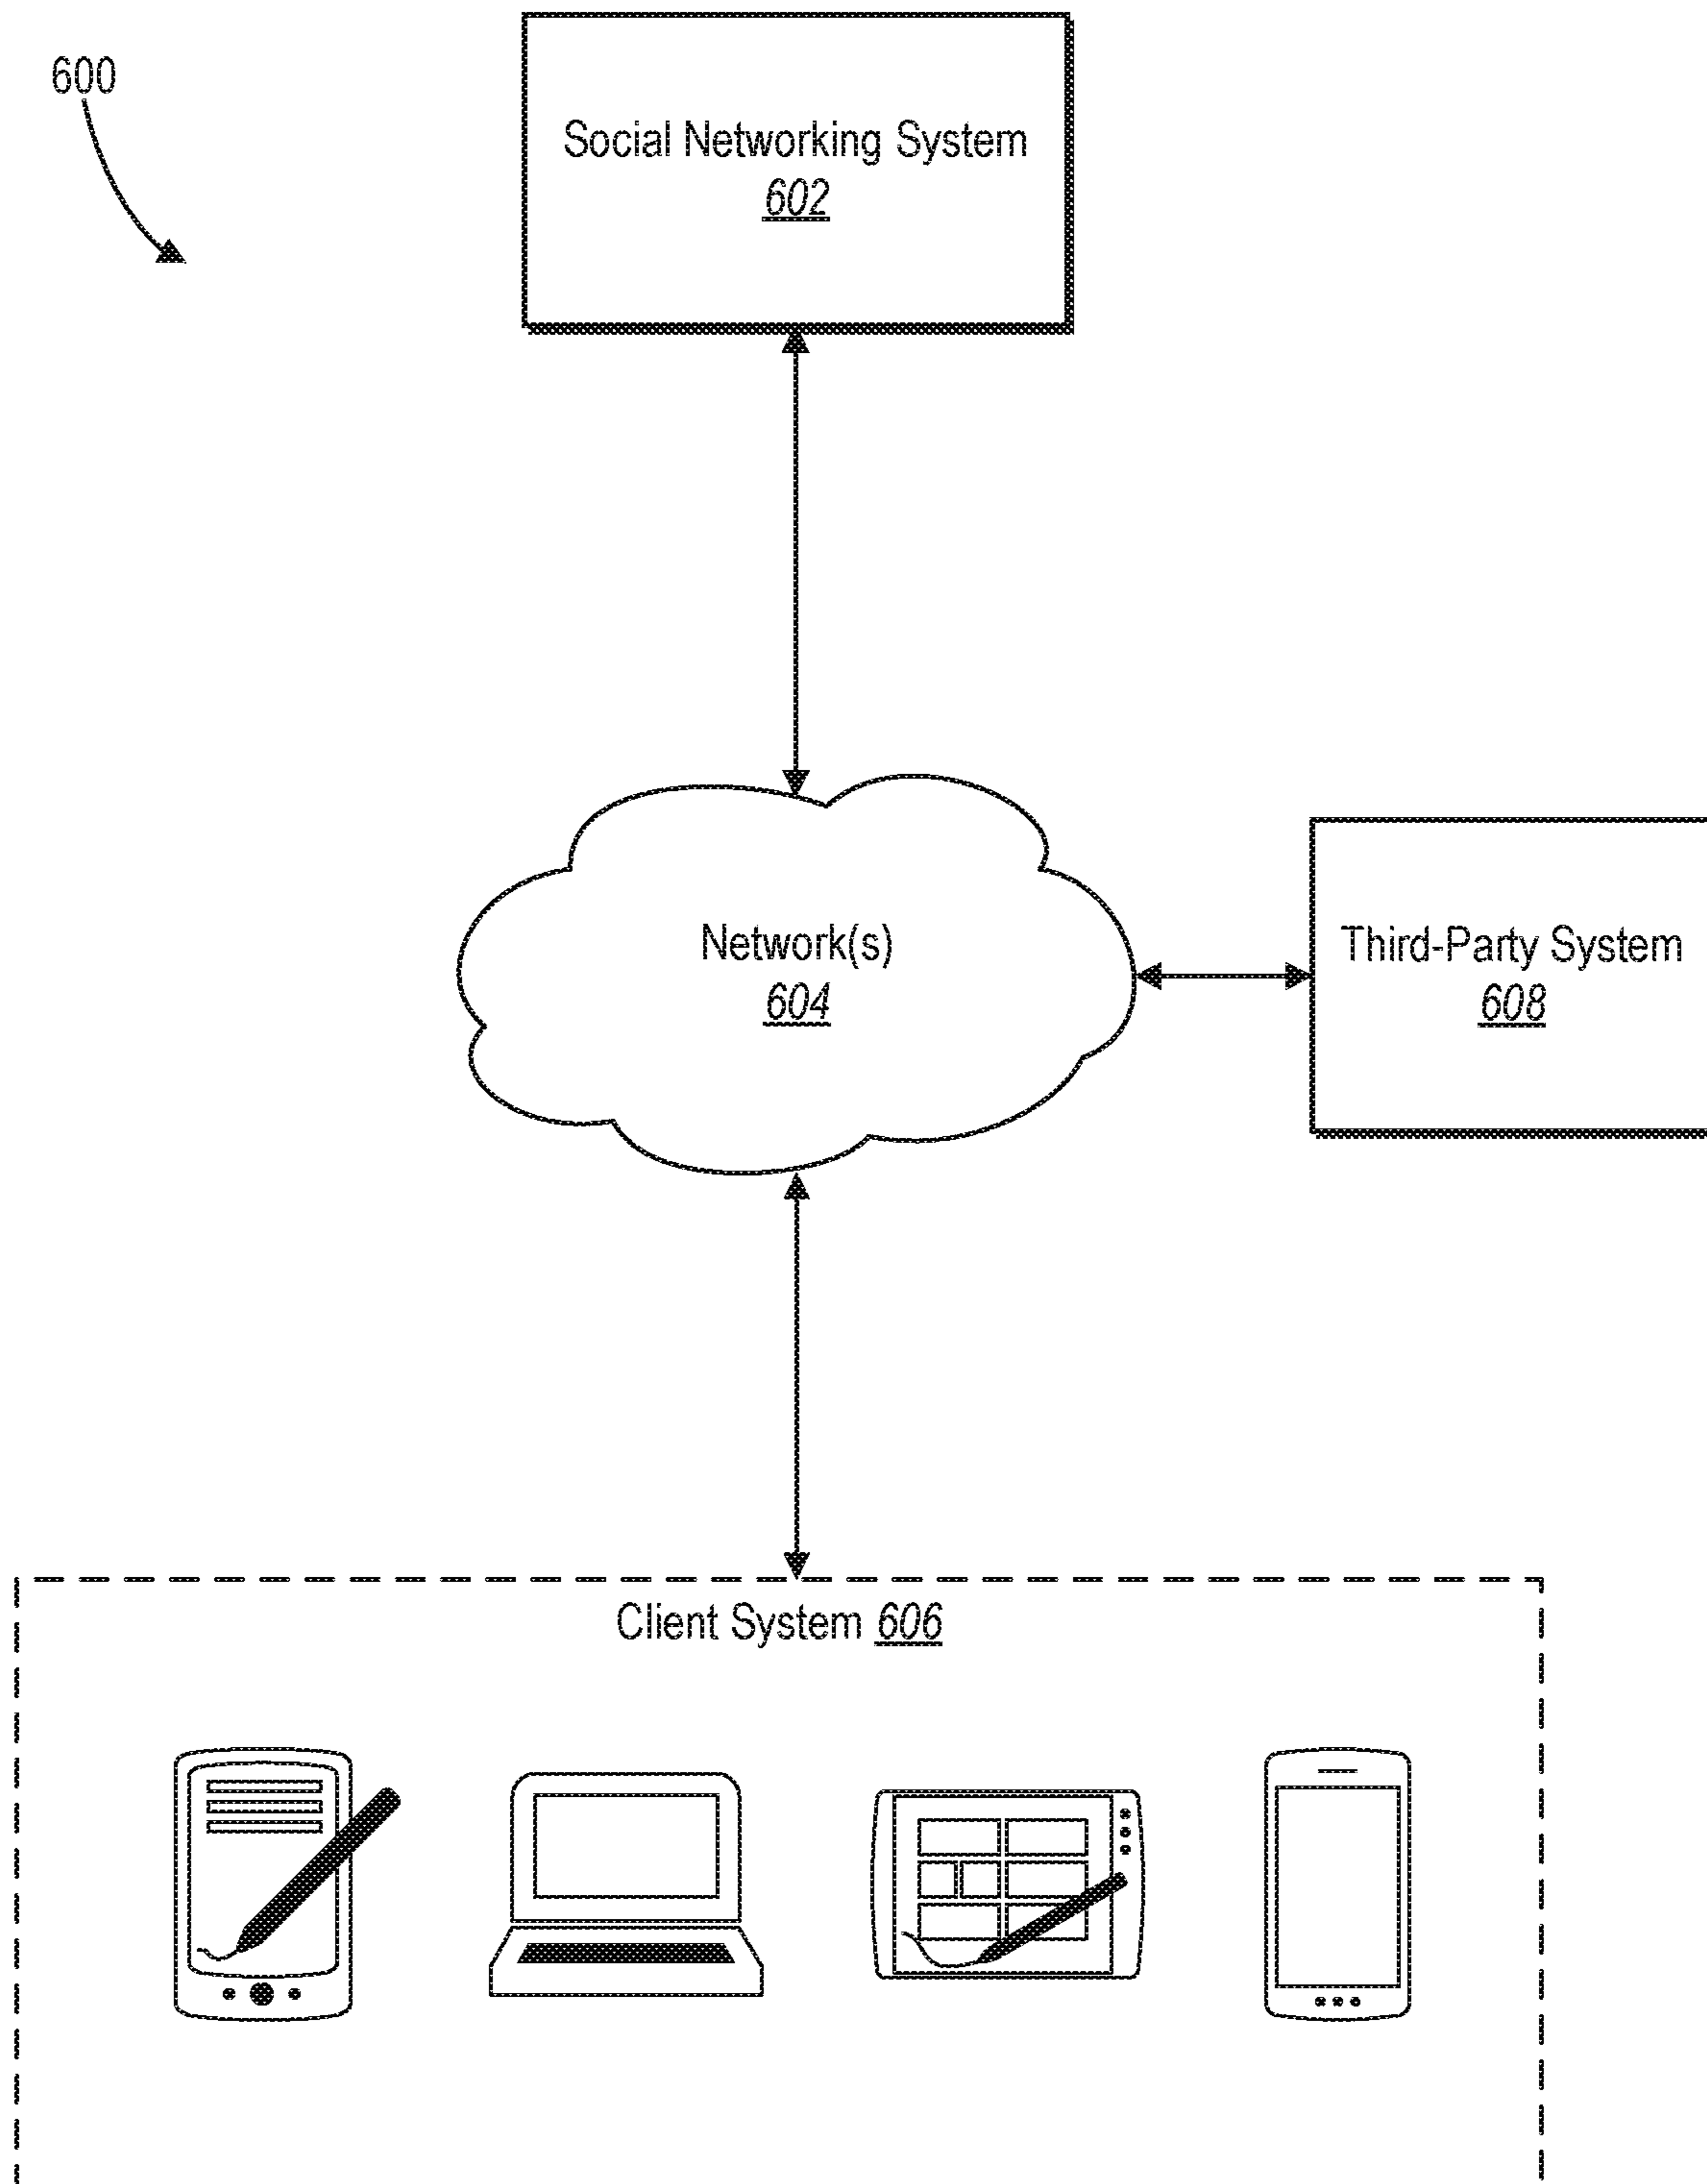 600
Social Networking System
602
Network(s)
604
Third-Party System
608
Client System 606